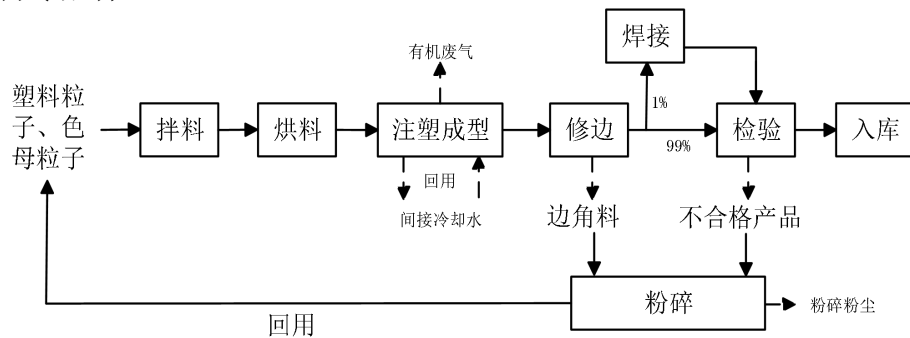 焊接
有机废气
塑料粒
子、色
母粒子
拌料
烘料
注塑成型
修边
1%
99%
检验
入库
回用
间接冷却水
边角料
不合格产品
粉碎
粉碎粉尘
回用